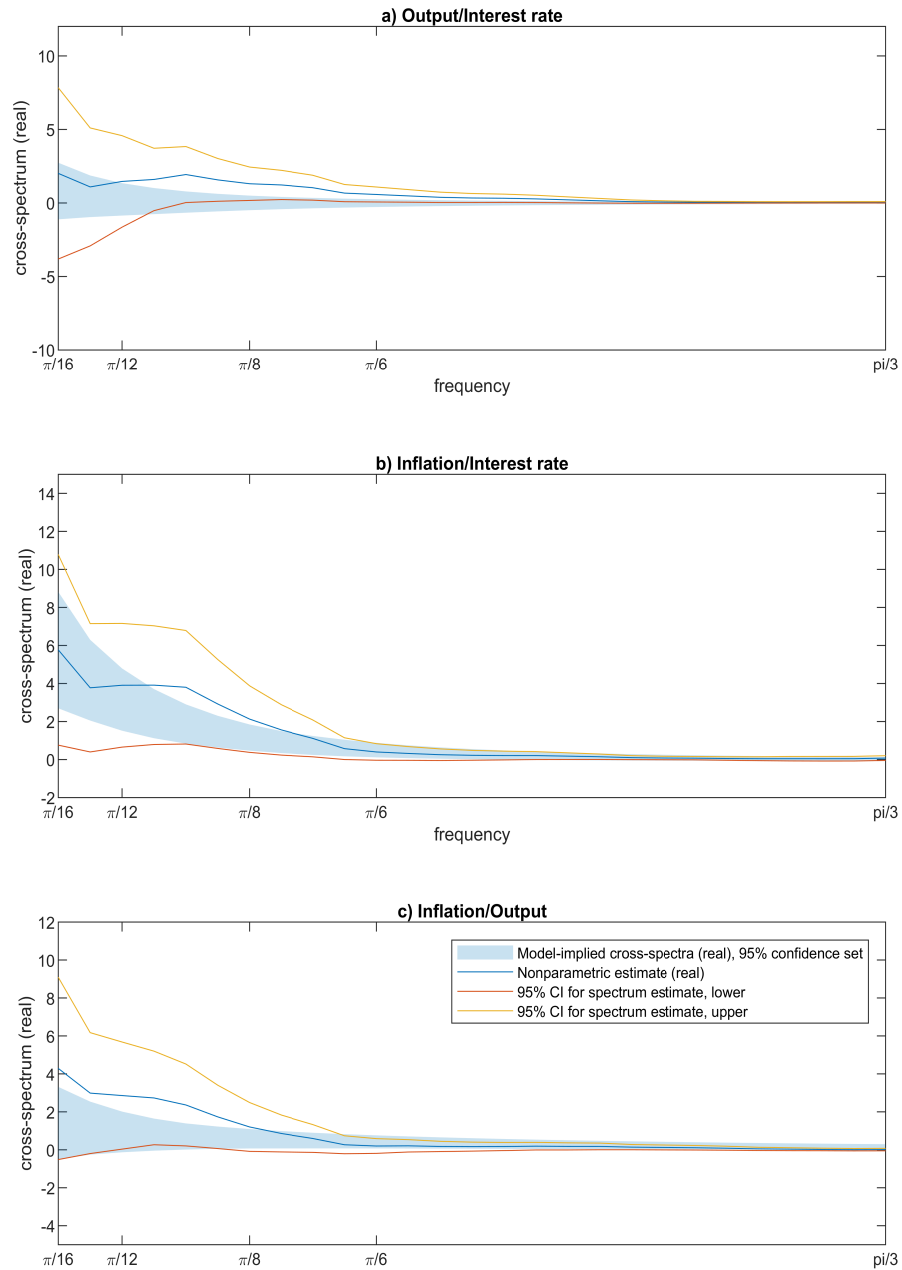 a) Output/Interest rate
cross-spectrum (real)
10
5
0
-5
-10
π/16 π/12 π/8 π/6 pi/3
frequency
b) Inflation/Interest rate
cross-spectrum (real)
14
12
10
8
6
4
2
0
-2
π/16 π/12 π/8 π/6 pi/3
frequency
c) Inflation/Output
cross-spectrum (real)
12
10
8
6
4
2
0
-2
-4
Model-implied cross-spectra (real), 95% confidence set
Nonparametric estimate (real)
95% CI for spectrum estimate, lower
95% CI for spectrum estimate, upper
π/16 π/12 π/8 π/6 pi/3